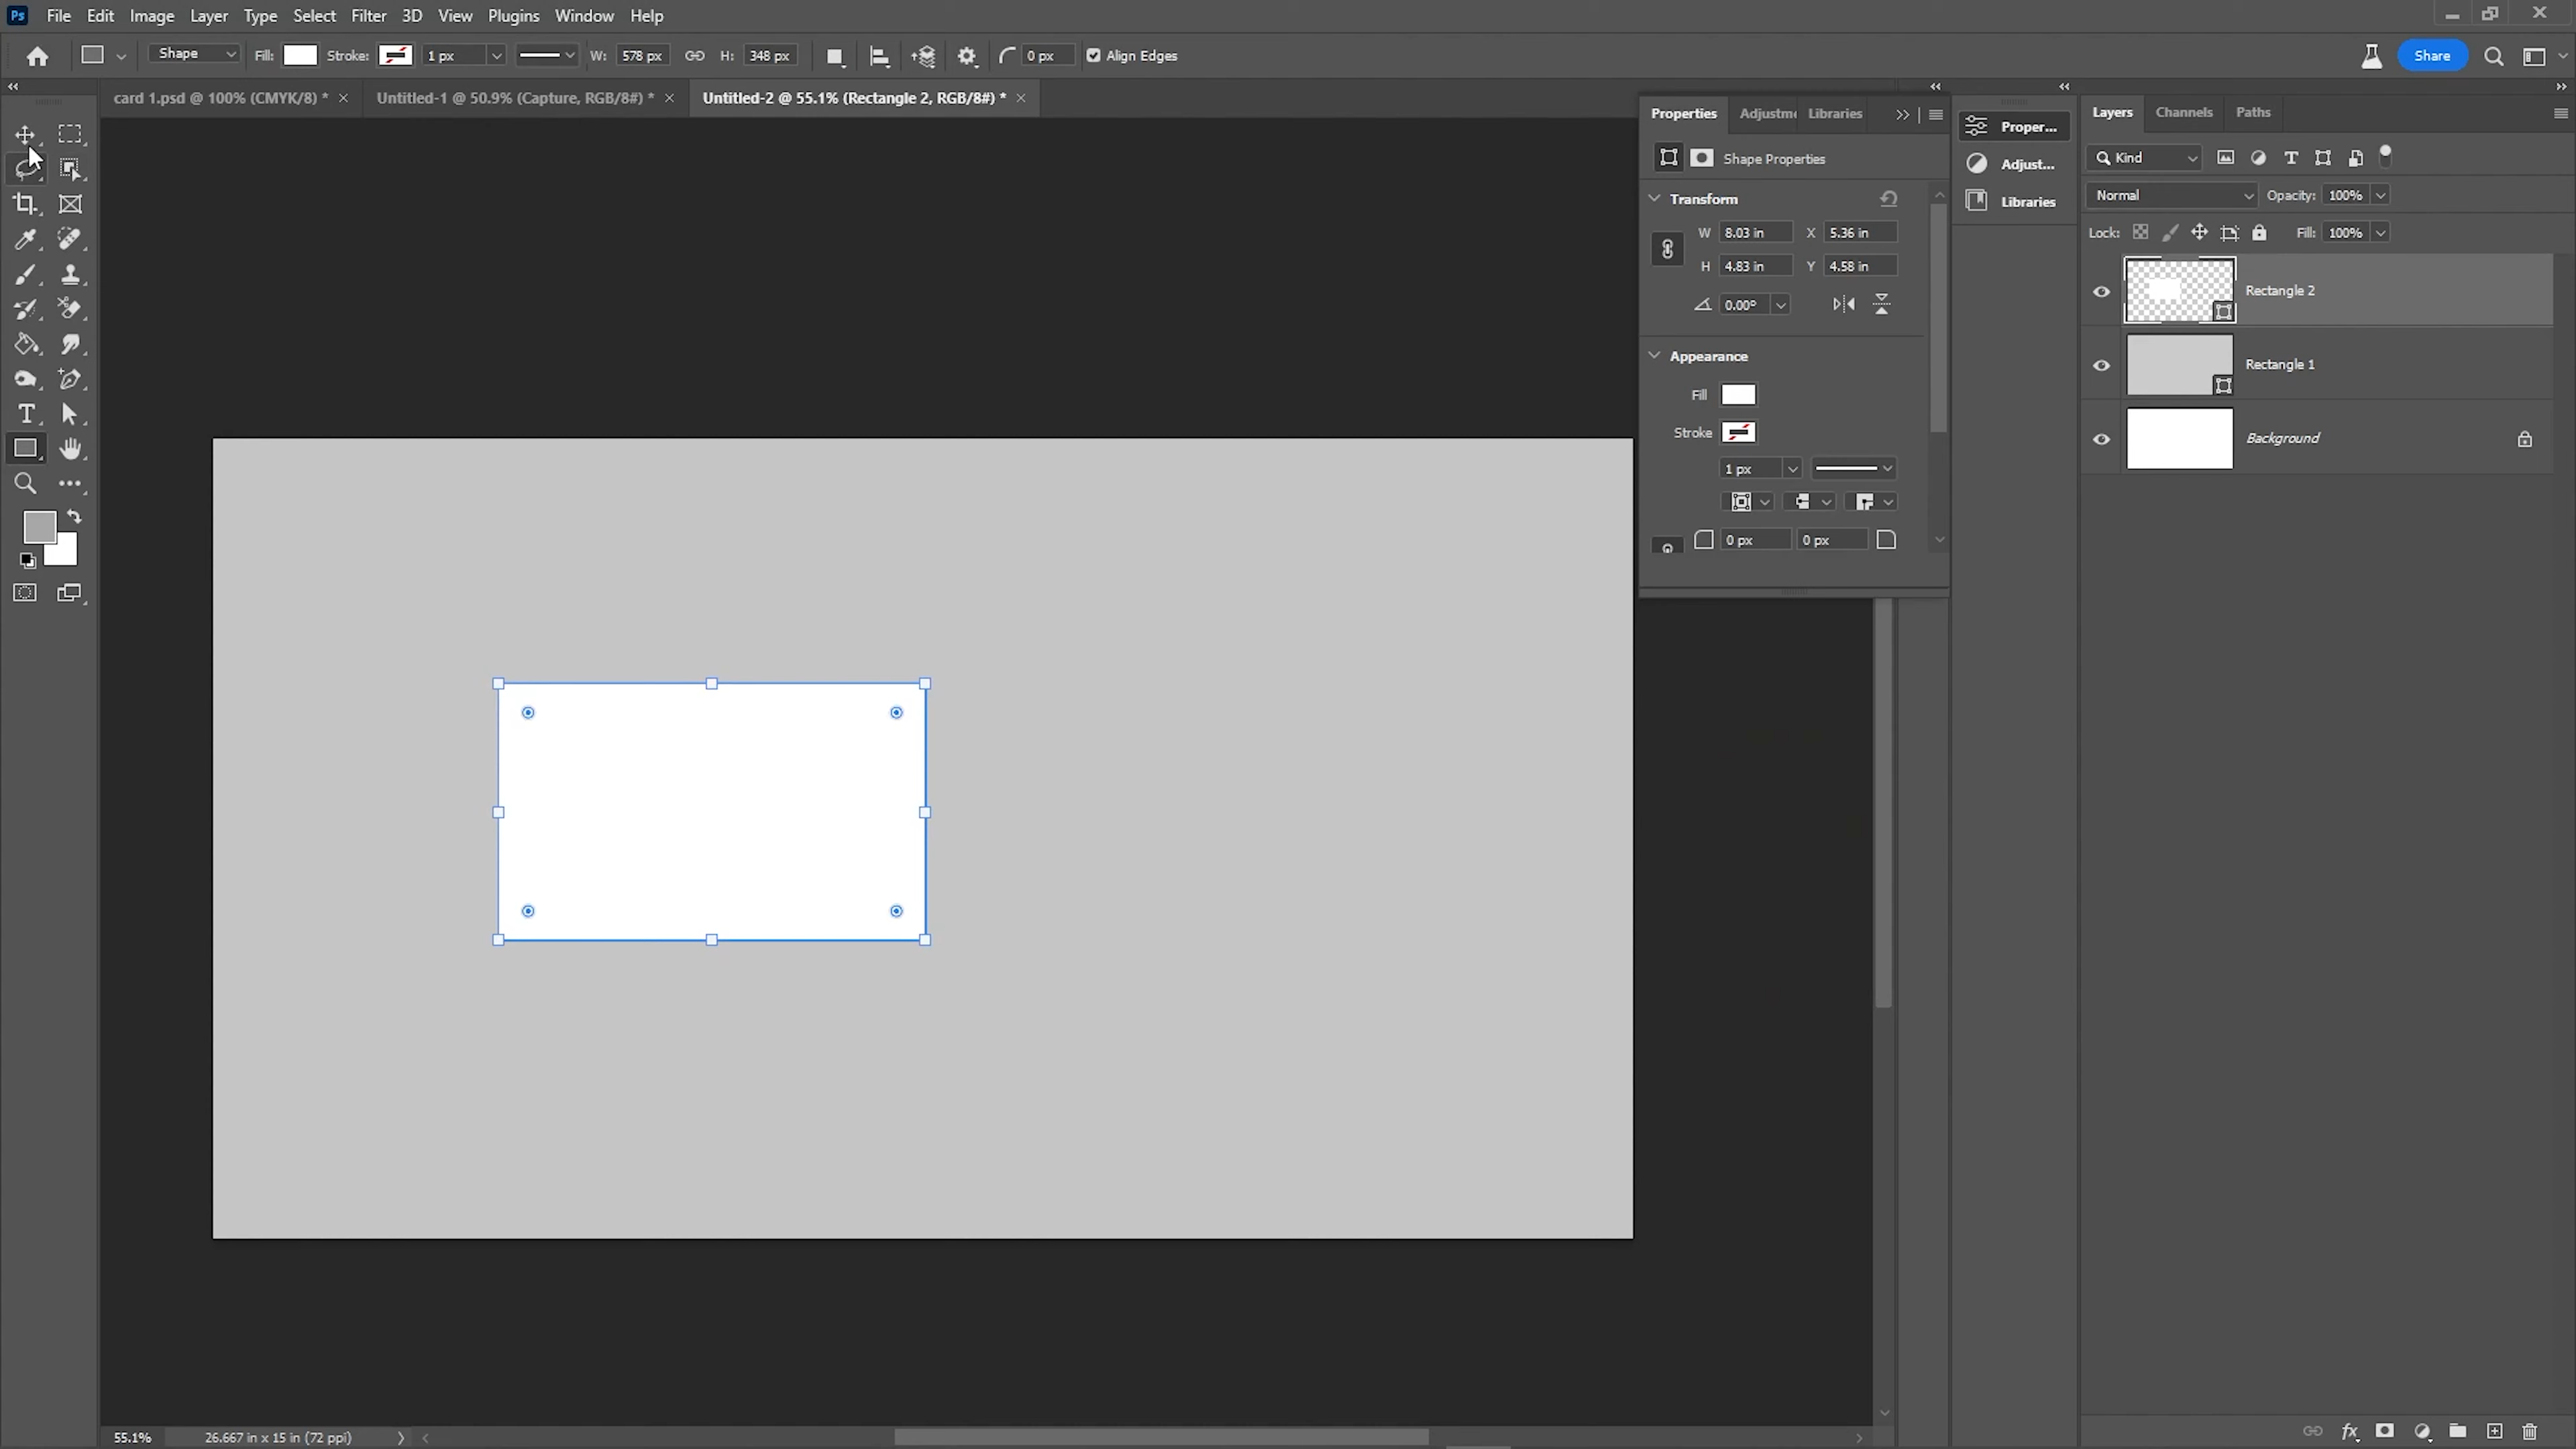 Ps File Edit Image Layer Type Select Filter 3D View Plugins Window Help
Shape Fill: Stroke: 1 px W: 578 px H: 348 px 0 px Align Edges Share
card 1.psd @ 100% (CMYK/8) * × Untitled-1 @ 50.9% (Capture, RGB/8#) * × Untitled-2 @ 55.1% (Rectangle 2, RGB/8#) * ×
Properties Adjustme Libraries
Shape Properties
Transform
W 8.03 in X 5.36 in
H 4.83 in Y 4.58 in
0.00°
Appearance
Fill
Stroke
1 px
0 px 0 px
Proper...
Adjust...
Libraries
Layers Channels Paths
Kind
Normal Opacity: 100%
Lock: Fill: 100%
Rectangle 2
Rectangle 1
Background
55.1% 26.667 in x 15 in (72 ppi)
fx